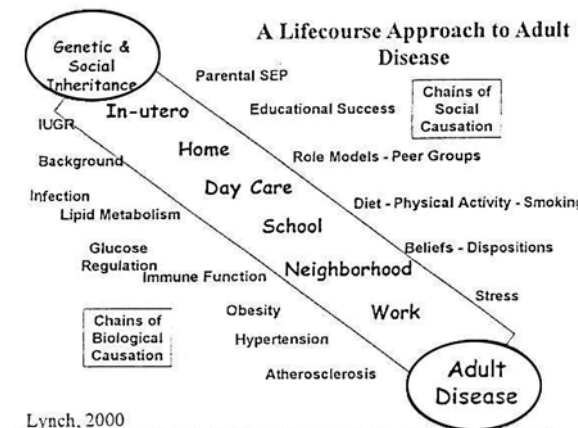 A Lifecourse Approach to Adult
Disease
Genetic &
Social
Inheritance
Parental SEP
Educational Success
Chains of
Social
Causation
In-utero
IUGR
Home
Role Models - Peer Groups
Background
Day Care
Infection
Diet - Physical Activity - Smoking
Lipid Metabolism
School
Beliefs - Dispositions
Glucose
Regulation
Immune Function
Neighborhood
Stress
Obesity
Work
Chains of
Biological
Causation
Hypertension
Atherosclerosis
Adult
Disease
Lynch, 2000